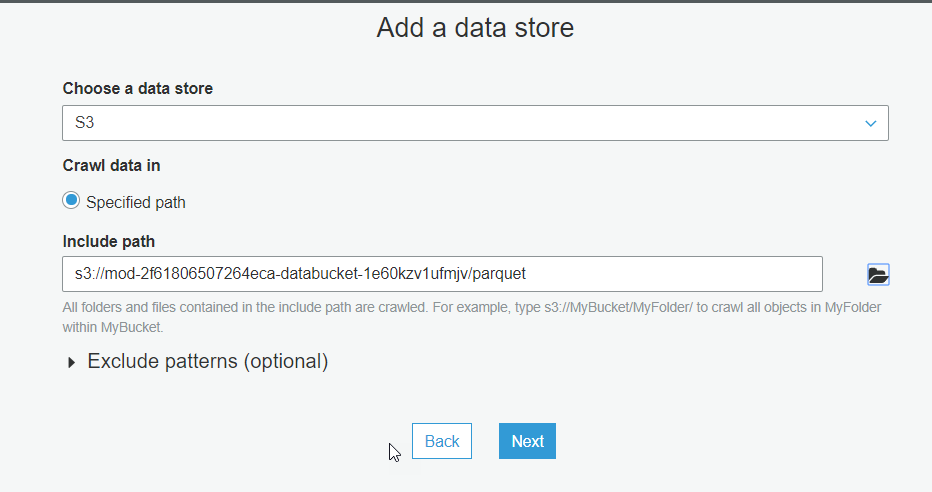 Add a data store
Choose a data store
S3
Crawl data in
Specified path
Include path
s3://mod-2f61806507264eca-databucket-1e60kzv1ufmjv/parquet
All folders and files contained in the include path are crawled. For example, type s3://MyBucket/MyFolder/ to crawl all objects in MyFolder
within MyBucket.
Exclude patterns (optional)
Back Next